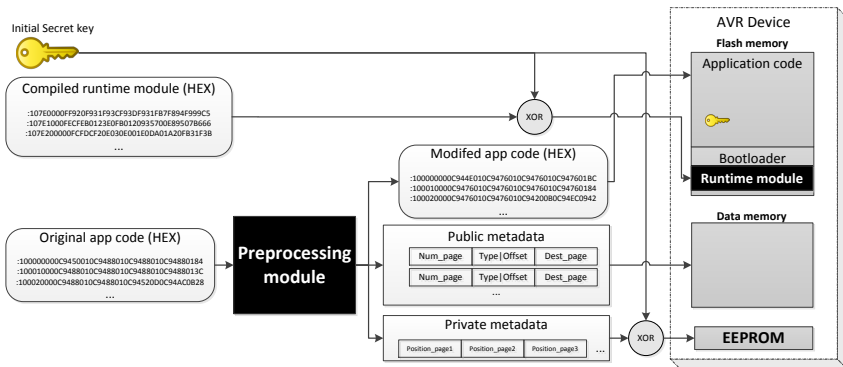 Initial Secret key
Compiled runtime module (HEX)
:107E0000FF920F931F93CF93DF931FB7F894F999C5
:107E1000FECFEB0123E0FB0120935700E89507B666
:107E200000FCFDCF20E030E001E0DA01A20FB31F3B
...
XOR
Original app code (HEX)
:100000000C9450010C9488010C9488010C94880184
:100010000C9488010C9488010C9488010C9488013C
:100020000C9488010C9488010C94520D0C94AC0B28
...
Preprocessing
module
Modifed app code (HEX)
:100000000C944E010C9476010C9476010C947601BC
:100010000C9476010C9476010C9476010C94760184
:100020000C9476010C9476010C94200B0C94EC0942
...
Public metadata
Num_page Type|Offset Dest_page
Num_page Type|Offset Dest_page
...
Private metadata
Position_page1 Position_page2 Position_page3 ...
XOR
AVR Device
Flash memory
Application code
Bootloader
Runtime module
Data memory
EEPROM